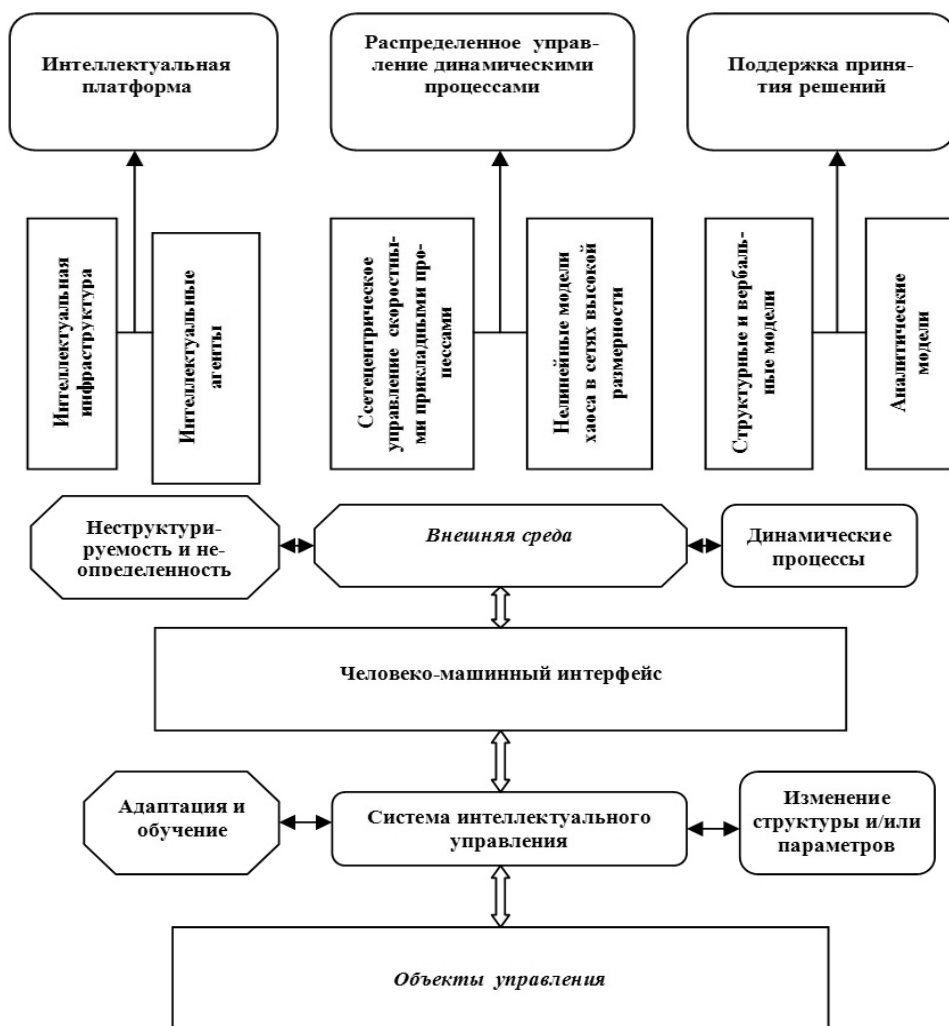 Интеллектуальная
платформа
Распределенное управ-
ление динамическими
процессами
Поддержка приня-
тия решений
Интеллектуальная
инфраструктура
Интеллектуальные
агенты
Ссетецентрическое
управление скоростны-
ми прикладными про-
цессами
Нелинейные модели
хаоса в сетях высокой
размерности
Структурные и вербаль-
ные модели
Аналитические
модели
Неструктури-
руемость и не-
определенность
Внешняя среда
Динамические
процессы
Человеко-машинный интерфейс
Адаптация и
обучение
Система интеллектуального
управления
Изменение
структуры и/или
параметров
Объекты управления